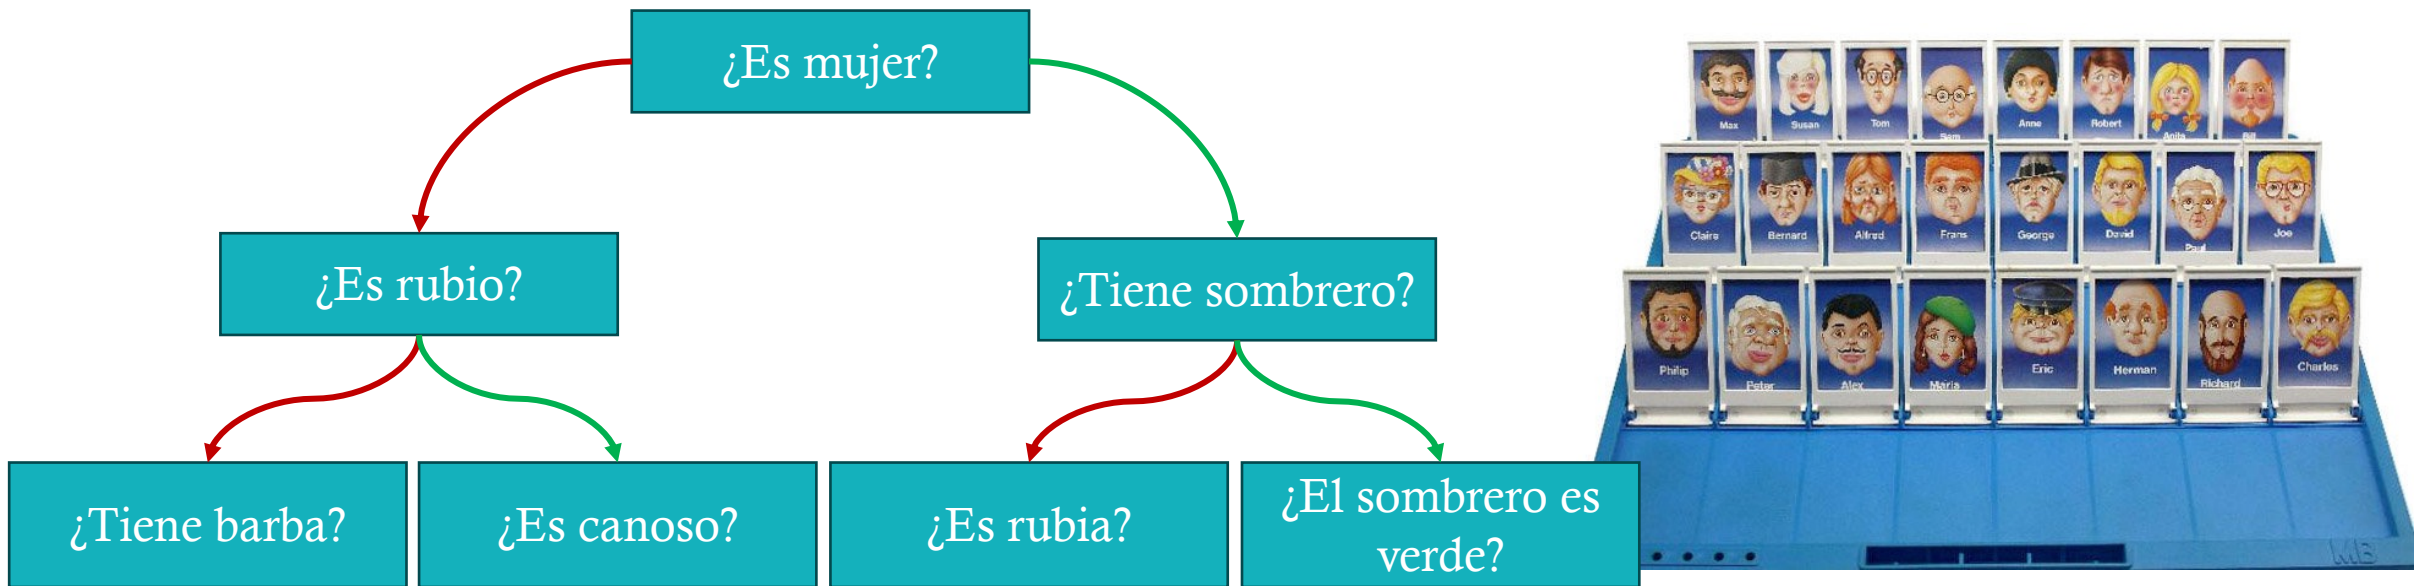 ¿Es mujer?
¿Es rubio?
¿Tiene sombrero?
¿Tiene barba?
¿Es canoso?
¿Es rubia?
¿El sombrero es
verde?
Max Susan Tom Sam Anne Robert Anita Bill
Claire Bernard Alfred Frans George David Paul Joe
Philip Peter Alex Maria Eric Herman Richard Charles
MB